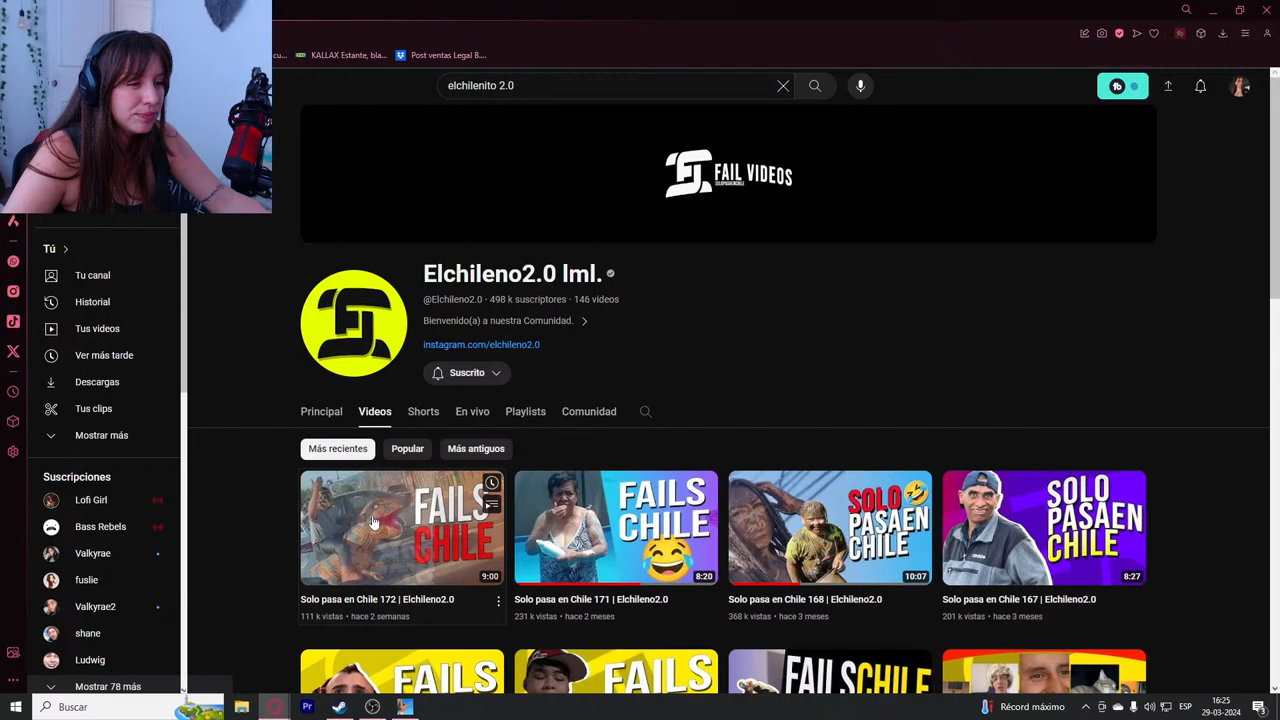 cu...
KALLAX Estante, bla...
Post ventas Legal B....
elchilenito 2.0
FAIL VIDEOS
SOLOPASAENCHILE
Elchileno2.0 lml.
@Elchileno2.0 · 498 k suscriptores · 146 videos
Bienvenido(a) a nuestra Comunidad.
instagram.com/elchileno2.0
Suscrito
Principal
Videos
Shorts
En vivo
Playlists
Comunidad
Más recientes
Popular
Más antiguos
Tú
Tu canal
Historial
Tus videos
Ver más tarde
Descargas
Tus clips
Mostrar más
Suscripciones
Lofi Girl
Bass Rebels
Valkyrae
fuslie
Valkyrae2
shane
Ludwig
Mostrar 78 más
FAILS
CHILE
9:00
Solo pasa en Chile 172 | Elchileno2.0
111 k vistas · hace 2 semanas
FAILS
CHILE
8:20
Solo pasa en Chile 171 | Elchileno2.0
231 k vistas · hace 2 meses
SOLO
PASAEN
CHILE
10:07
Solo pasa en Chile 168 | Elchileno2.0
368 k vistas · hace 3 meses
SOLO
PASAEN
CHILE
8:27
Solo pasa en Chile 167 | Elchileno2.0
201 k vistas · hace 3 meses
FAILS
FAILS
FAILSCHILE
Buscar
Pr
Récord máximo
ESP
16:25
29-03-2024
3